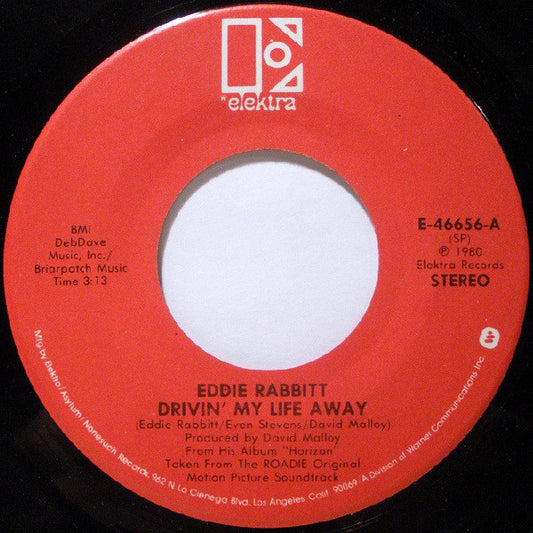 elektra
BMI
DebDave
Music, Inc./
Briarpatch Music
Time 3:13
E-46656-A
(SP)
℗ 1980
Elektra Records
STEREO
EDDIE RABBITT
DRIVIN' MY LIFE AWAY
(Eddie Rabbitt/Even Stevens/David Malloy)
Produced by David Malloy
From His Album "Horizon"
Taken From The ROADIE Original
Motion Picture Soundtrack
Mfg by Elektra/Asylum/Nonesuch Records, 962 N. La Cienega Blvd., Los Angeles, Calif. 90069. A Division of Warner Communications Inc.